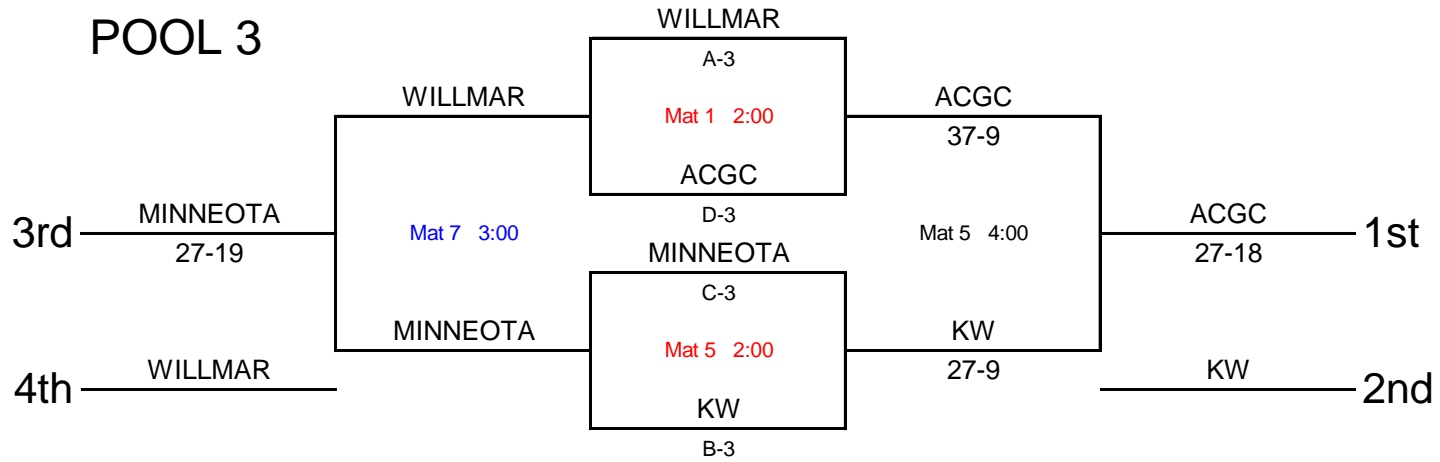 POOL 3
WILLMAR
A-3
WILLMAR
Mat 1 2:00
ACGC
37-9
ACGC
D-3
3rd
MINNEOTA
27-19
Mat 7 3:00
Mat 5 4:00
ACGC
27-18
1st
MINNEOTA
C-3
MINNEOTA
Mat 5 2:00
KW
27-9
4th
WILLMAR
KW
2nd
KW
B-3